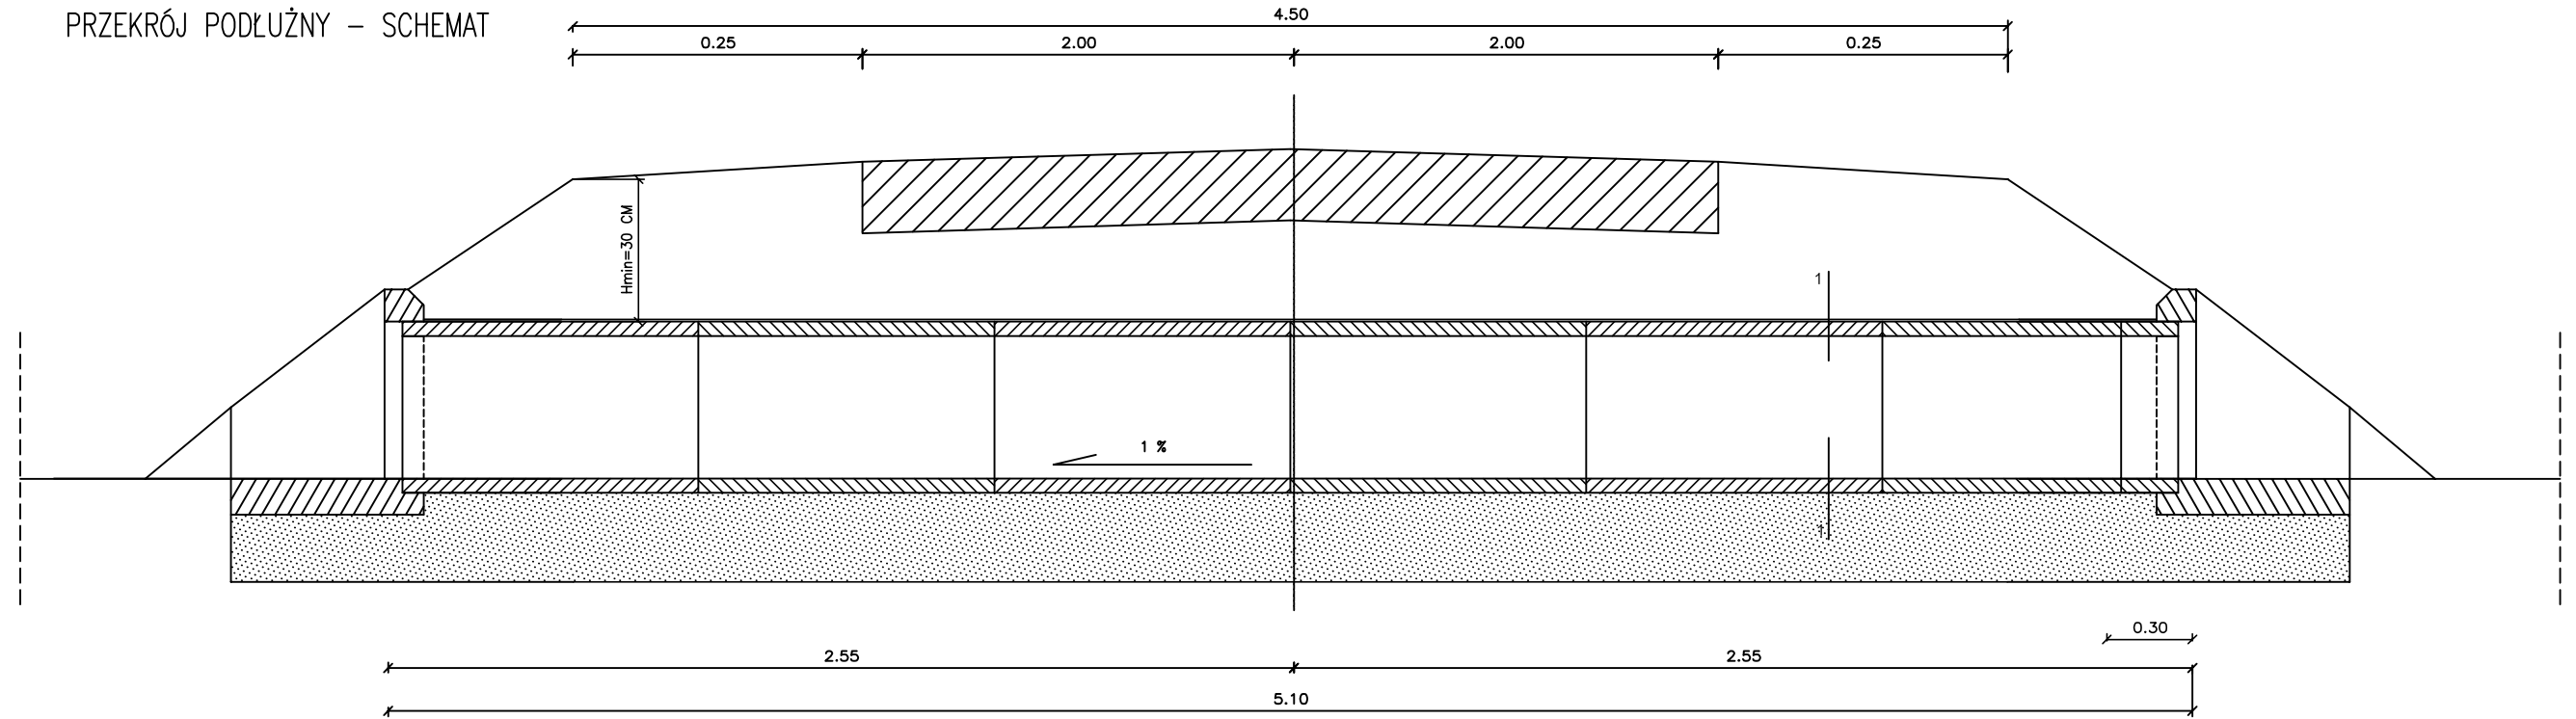 PRZEKRÓJ PODŁUŻNY – SCHEMAT
4.50
0.25 2.00 2.00 0.25
Hmin=30 CM
1
1 %
1
0.30
2.55 2.55
5.10